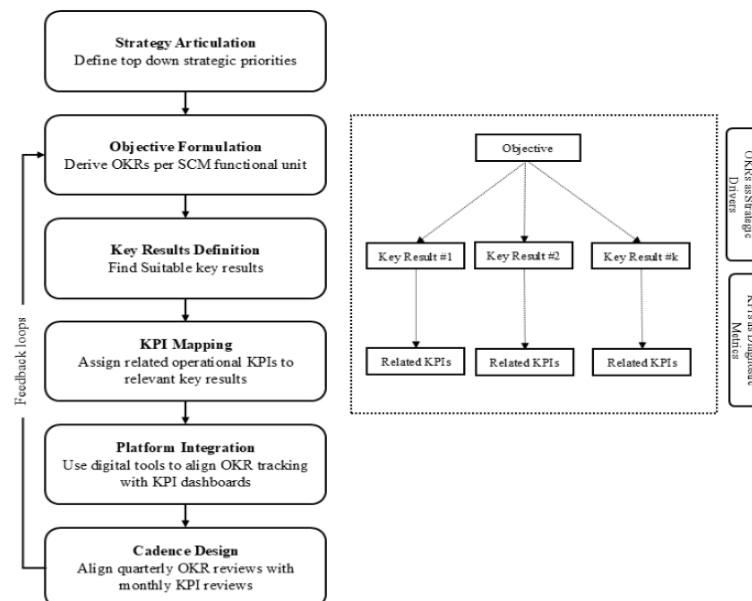 Strategy Articulation
Define top down strategic priorities
Objective Formulation
Derive OKRs per SCM functional unit
Key Results Definition
Find Suitable key results
KPI Mapping
Assign related operational KPIs to
relevant key results
Platform Integration
Use digital tools to align OKR tracking
with KPI dashboards
Cadence Design
Align quarterly OKR reviews with
monthly KPI reviews
Feedback loops
Objective
Key Result #1
Key Result #2
Key Result #k
Related KPIs
Related KPIs
Related KPIs
OKRs asStrategic
Drivers
KPIs as Diagnostic
Metrics